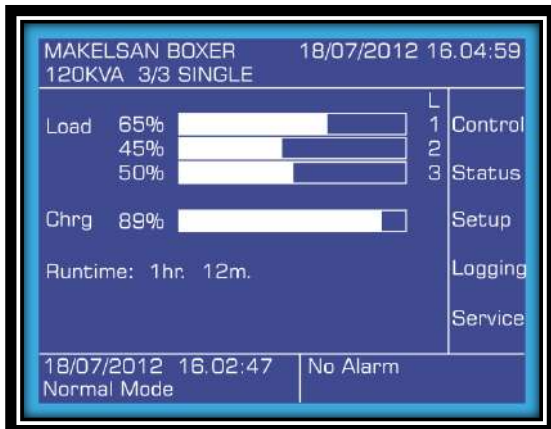 MAKELSAN BOXER 18/07/2012 16.04:59
120KVA 3/3 SINGLE
L
Load 65% 1 Control
45% 2
50% 3 Status
Chrg 89% Setup
Runtime: 1hr. 12m. Logging
Service
18/07/2012 16.02:47 No Alarm
Normal Mode